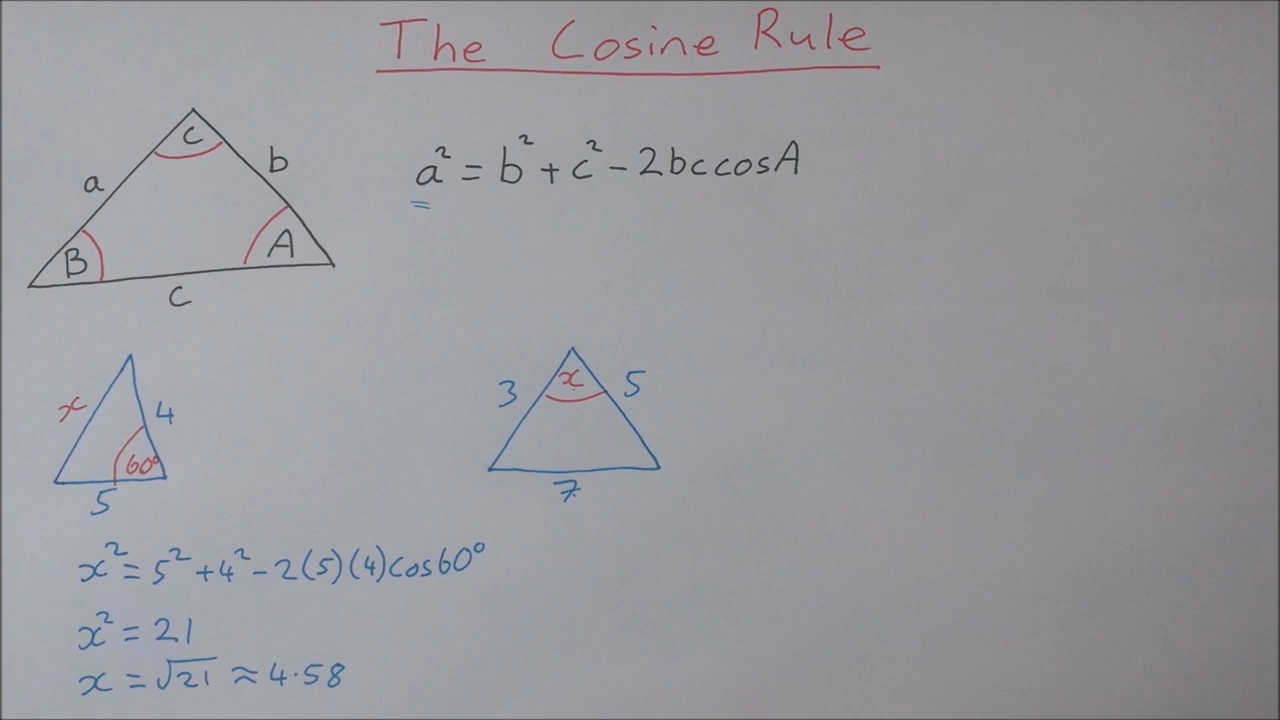 The Cosine Rule
C
a
b
a² = b² + c² - 2bccosA
B
A
c
x
4
60°
5
3
x
5
7
x² = 5² + 4² - 2(5)(4)cos60°
x² = 21
x = √21 ≈ 4·58